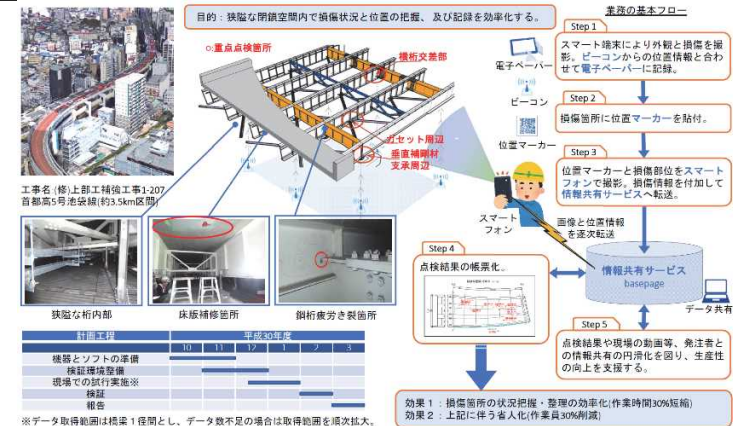 目的：狭隘な閉鎖空間内で損傷状況と位置の把握、及び記録を効率化する。
○:重点点検箇所
横桁交差部
ガセット周辺
垂直補剛材
支承周辺
工事名(修)上部工補強工事1-207
首都高5号池袋線(約3.5km区間)
狭隘な桁内部
床版補修箇所
鋼桁疲労き裂箇所
計画工程
平成30年度
10 11 12 1 2 3
機器とソフトの準備
検証環境整備
現場での試行実施※
検証
報告
※データ取得範囲は橋梁１径間とし、データ数不足の場合は取得範囲を順次拡大。
電子ペーパー
ビーコン
位置マーカー
スマート
フォン
画像と位置情報
を逐次転送
業務の基本フロー
Step 1
スマート端末により外観と損傷を撮
影。ビーコンからの位置情報と合わ
せて電子ペーパーに記録。
Step 2
損傷箇所に位置マーカーを貼付。
Step 3
位置マーカーと損傷部位をスマート
フォンで撮影。損傷情報を付加して
情報共有サービスへ転送。
Step 4
点検結果の帳票化。
情報共有サービス
basepage
データ共有
Step 5
点検結果や現場の動画等、発注者と
の情報共有の円滑化を図り、生産性
の向上を支援する。
効果１：損傷箇所の状況把握・整理の効率化(作業時間30%短縮)
効果２：上記に伴う省人化(作業員30%削減)